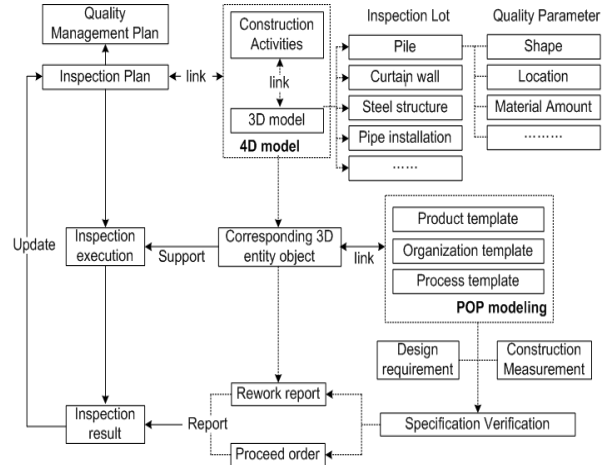 Quality
Management Plan
Inspection Plan
link
Construction
Activities
link
3D model
4D model
Inspection Lot
Pile
Curtain wall
Steel structure
Pipe installation
……
Quality Parameter
Shape
Location
Material Amount
………
Update
Inspection
execution
Support
Corresponding 3D
entity object
link
Product template
Organization template
Process template
POP modeling
Design
requirement
Construction
Measurement
Specification Verification
Rework report
Proceed order
Report
Inspection
result